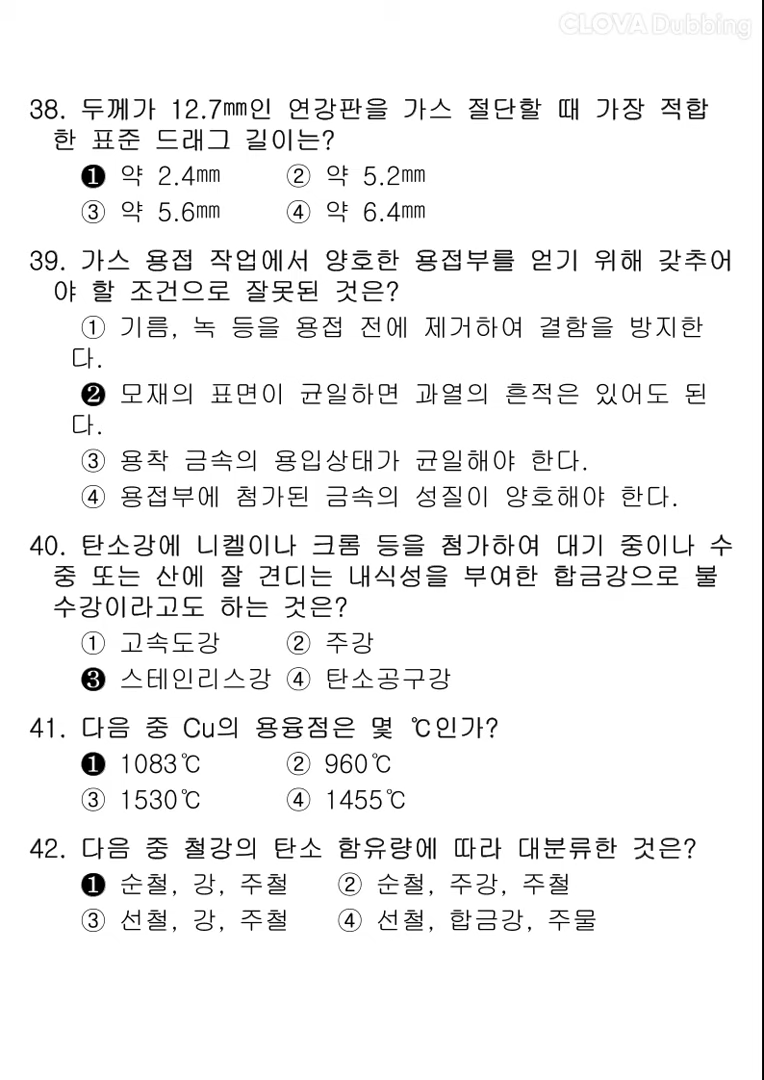 CLOVA Dubbing
38. 두께가 12.7㎜인 연강판을 가스 절단할 때 가장 적합
한 표준 드래그 길이는?
❶ 약 2.4㎜ ② 약 5.2㎜
③ 약 5.6㎜ ④ 약 6.4㎜
39. 가스 용접 작업에서 양호한 용접부를 얻기 위해 갖추어
야 할 조건으로 잘못된 것은?
① 기름, 녹 등을 용접 전에 제거하여 결함을 방지한
다.
❷ 모재의 표면이 균일하면 과열의 흔적은 있어도 된
다.
③ 용착 금속의 용입상태가 균일해야 한다.
④ 용접부에 첨가된 금속의 성질이 양호해야 한다.
40. 탄소강에 니켈이나 크롬 등을 첨가하여 대기 중이나 수
중 또는 산에 잘 견디는 내식성을 부여한 합금강으로 불
수강이라고도 하는 것은?
① 고속도강 ② 주강
❸ 스테인리스강 ④ 탄소공구강
41. 다음 중 Cu의 용융점은 몇 ℃인가?
❶ 1083℃ ② 960℃
③ 1530℃ ④ 1455℃
42. 다음 중 철강의 탄소 함유량에 따라 대분류한 것은?
❶ 순철, 강, 주철 ② 순철, 주강, 주철
③ 선철, 강, 주철 ④ 선철, 합금강, 주물